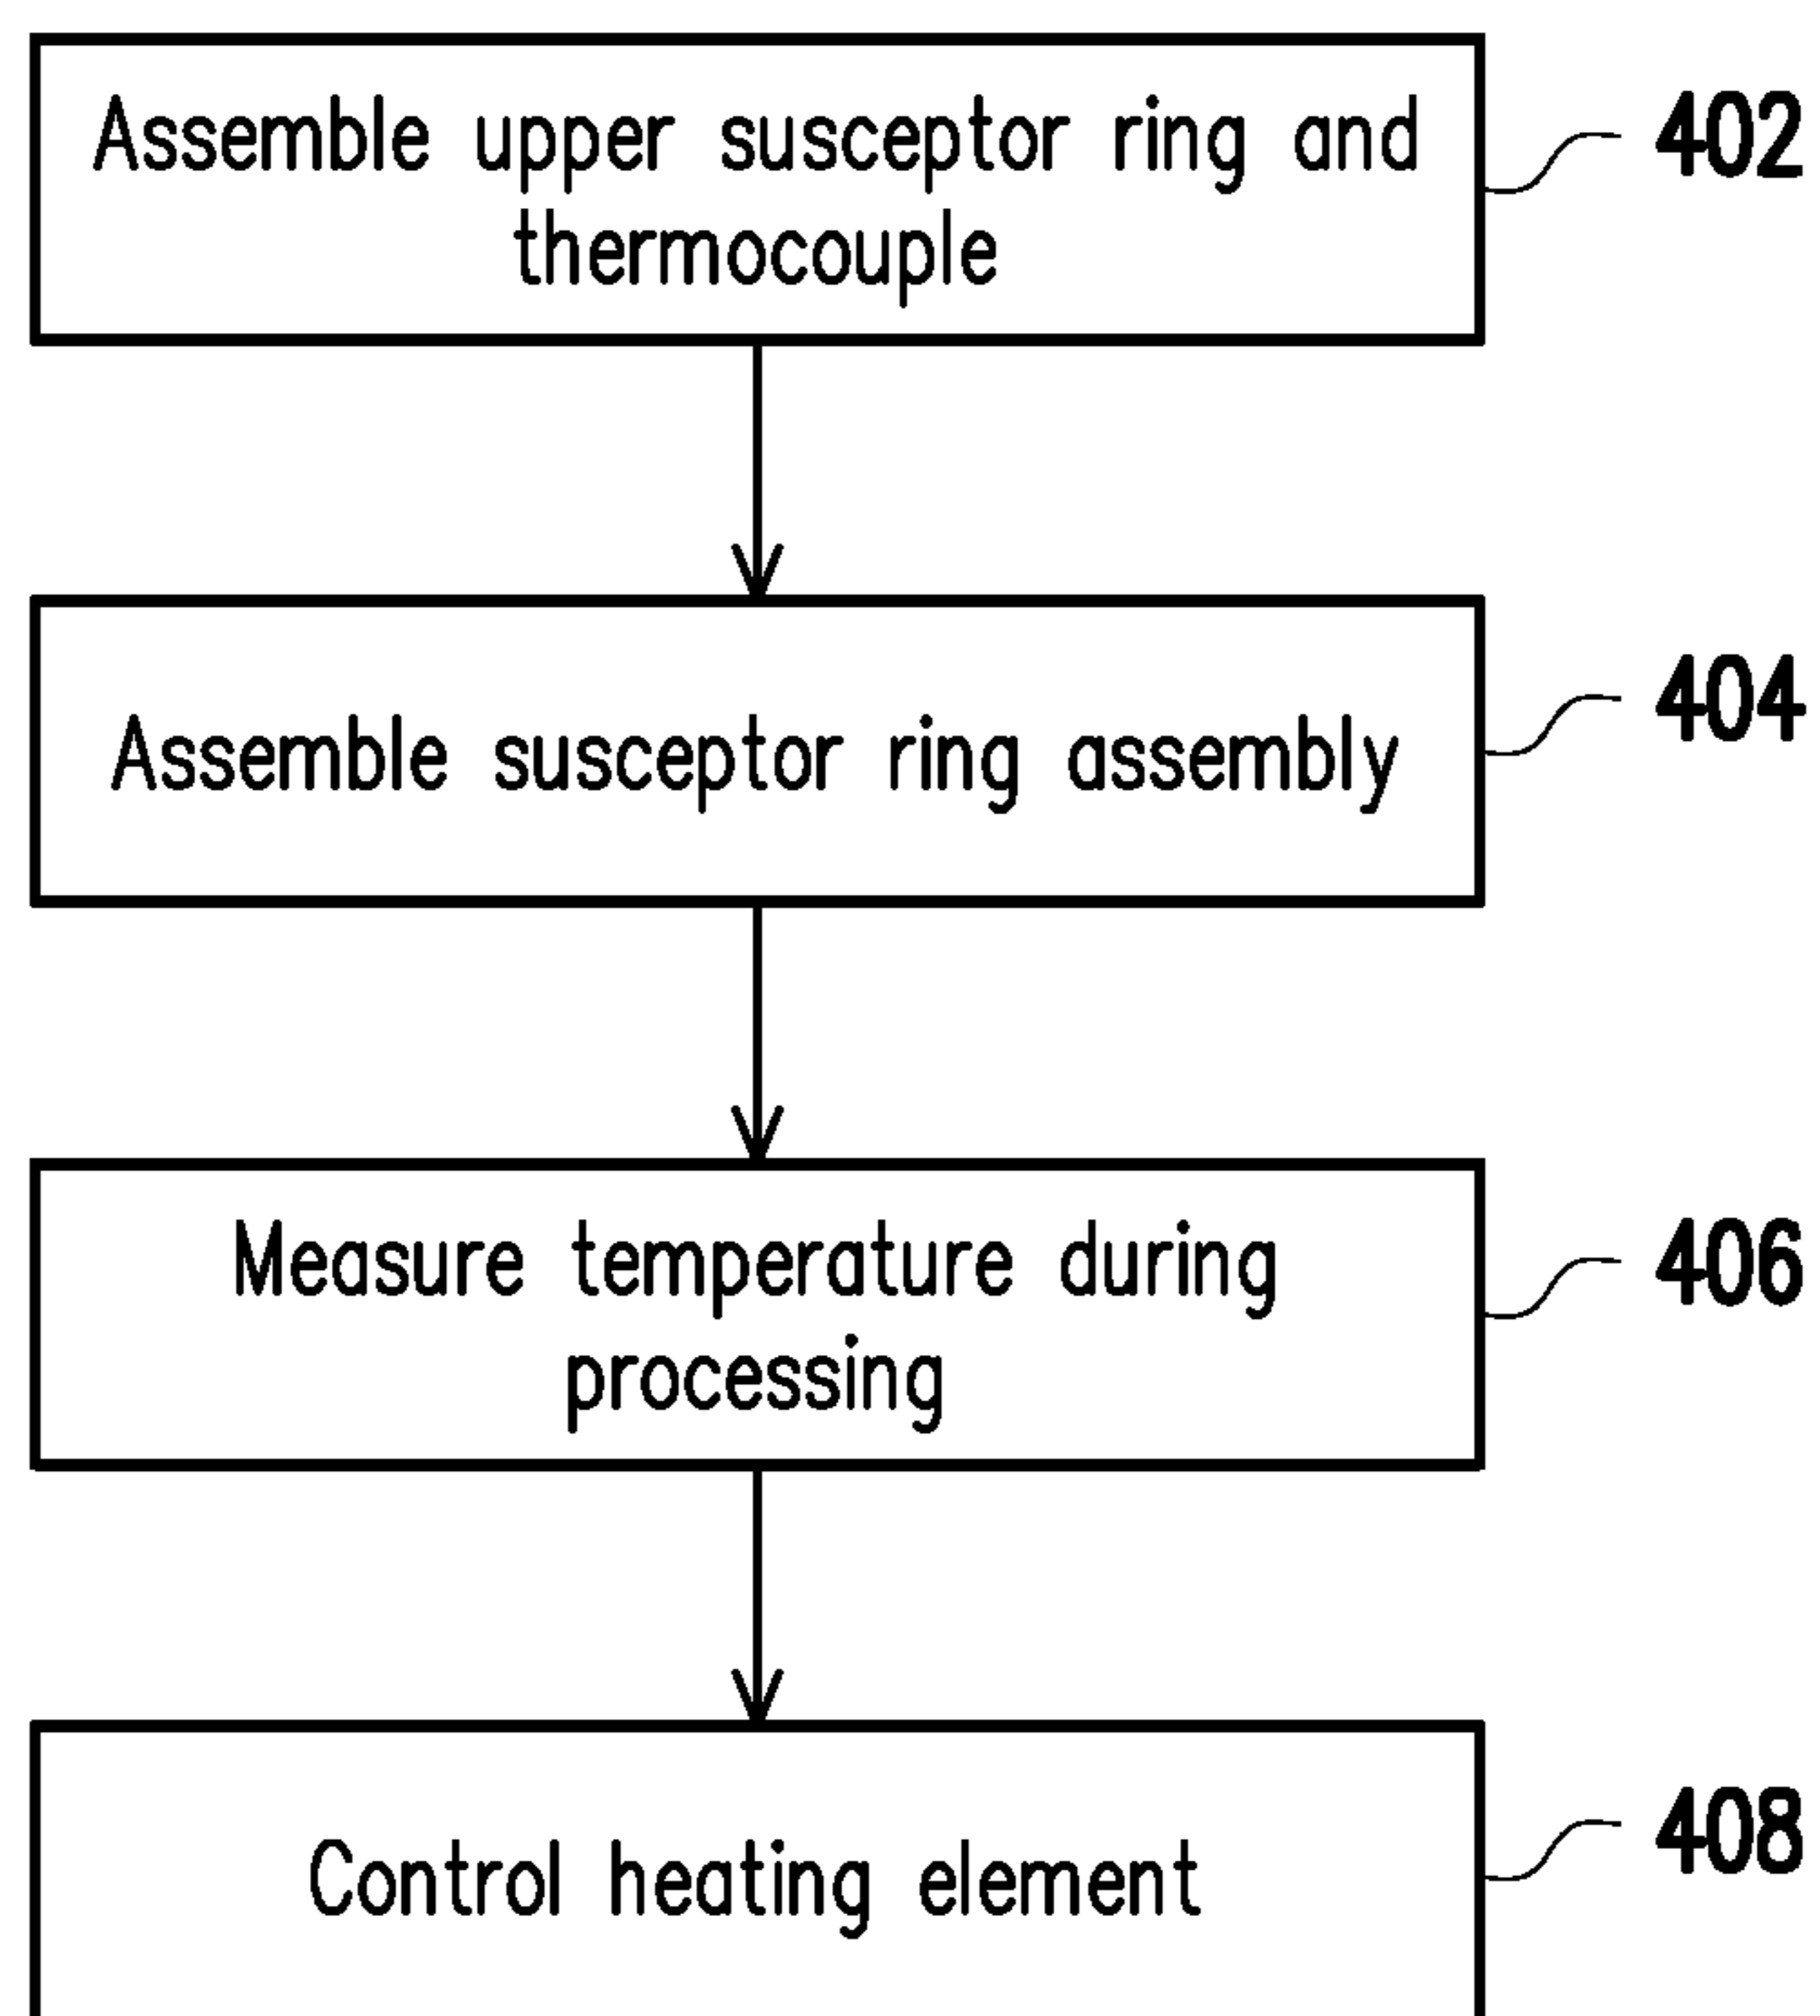 Assemble upper susceptor ring and
thermocouple
402
Assemble susceptor ring assembly
404
Measure temperature during
processing
406
Control heating element
408